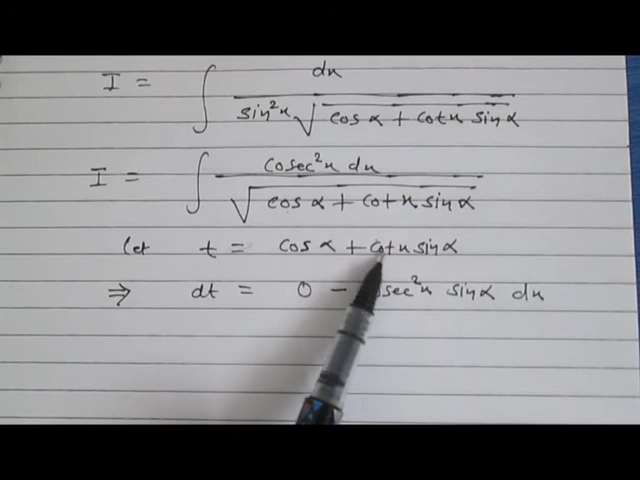 I = ∫ dx / (sin²x √(cos α + cot x sin α))
I = ∫ cosec²x dx / √(cos α + cot x sin α)
Let t = cos α + cot x sin α
⇒ dt = 0 - cosec²x sin α dx